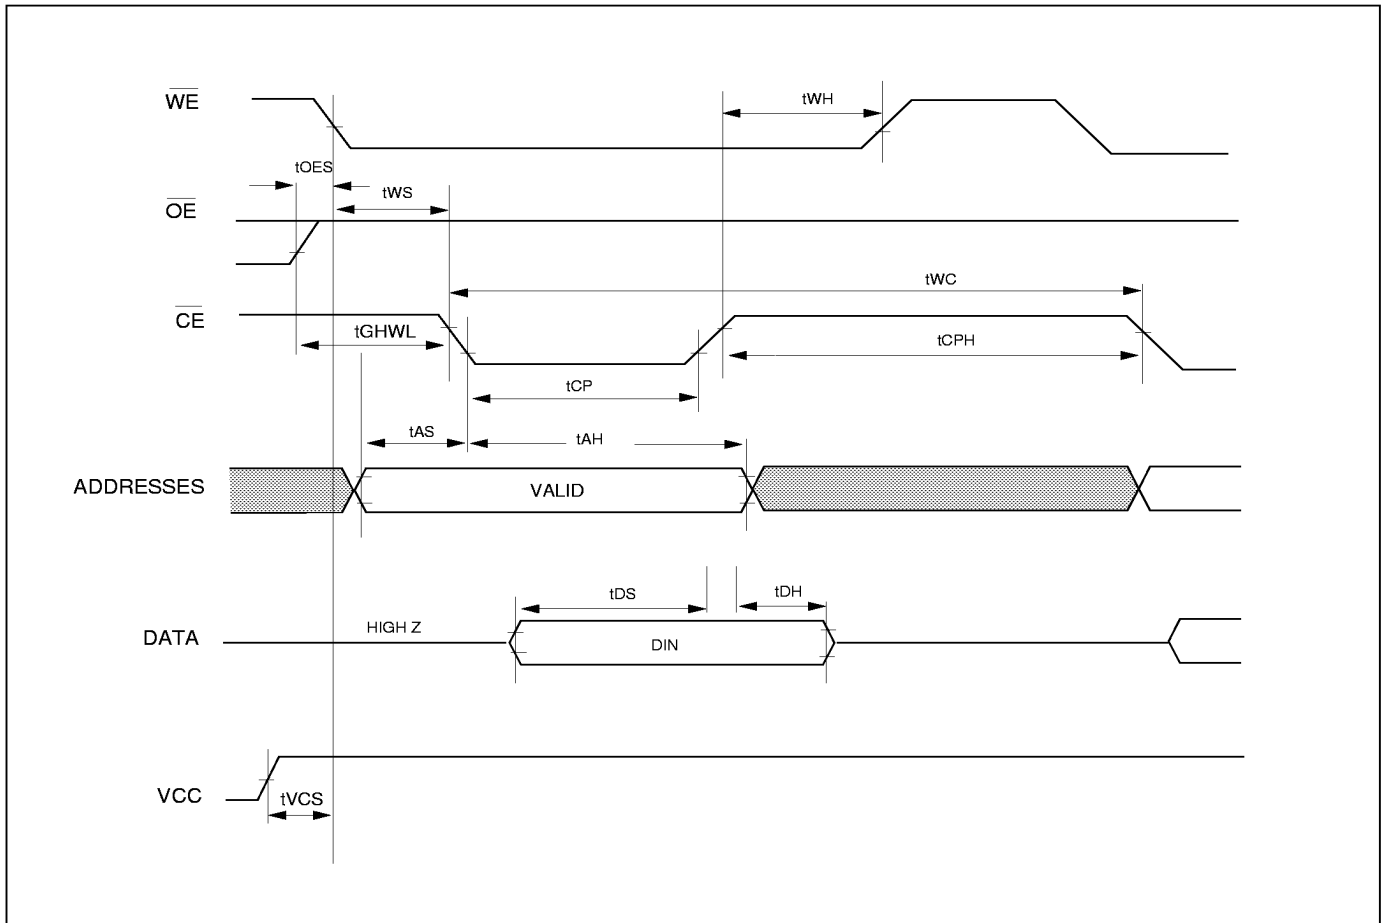 WE
tWH
tOES
tWS
OE
tWC
CE
tGHWL
tCPH
tCP
tAS
tAH
ADDRESSES
VALID
tDS
tDH
HIGH Z
DATA
DIN
VCC
tVCS